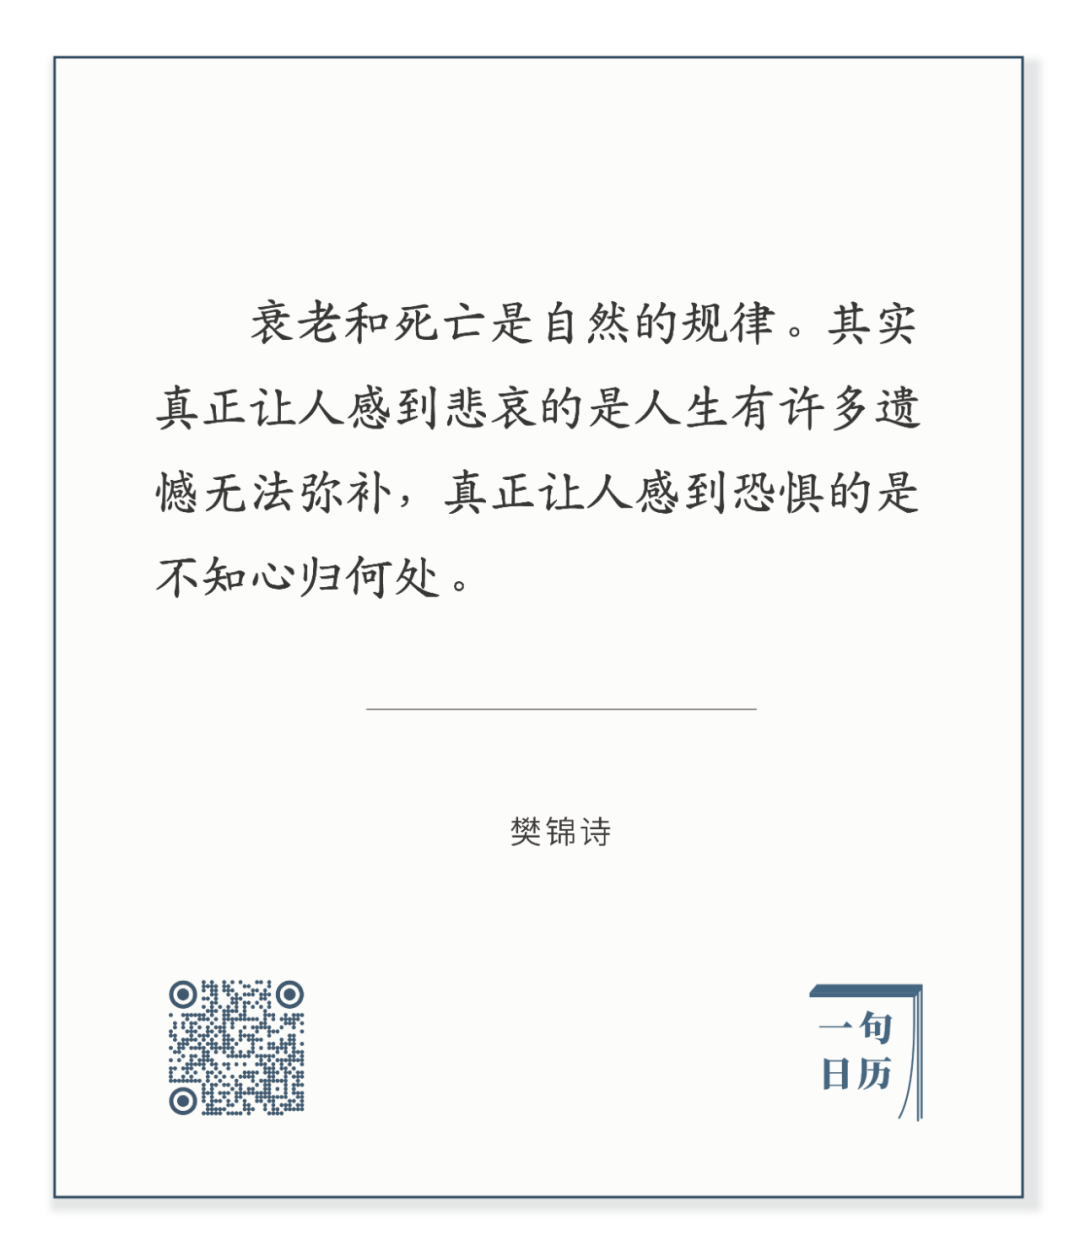 衰老和死亡是自然的规律。其实
真正让人感到悲哀的是人生有许多遗
憾无法弥补，真正让人感到恐惧的是
不知心归何处。
樊锦诗
一句
日历